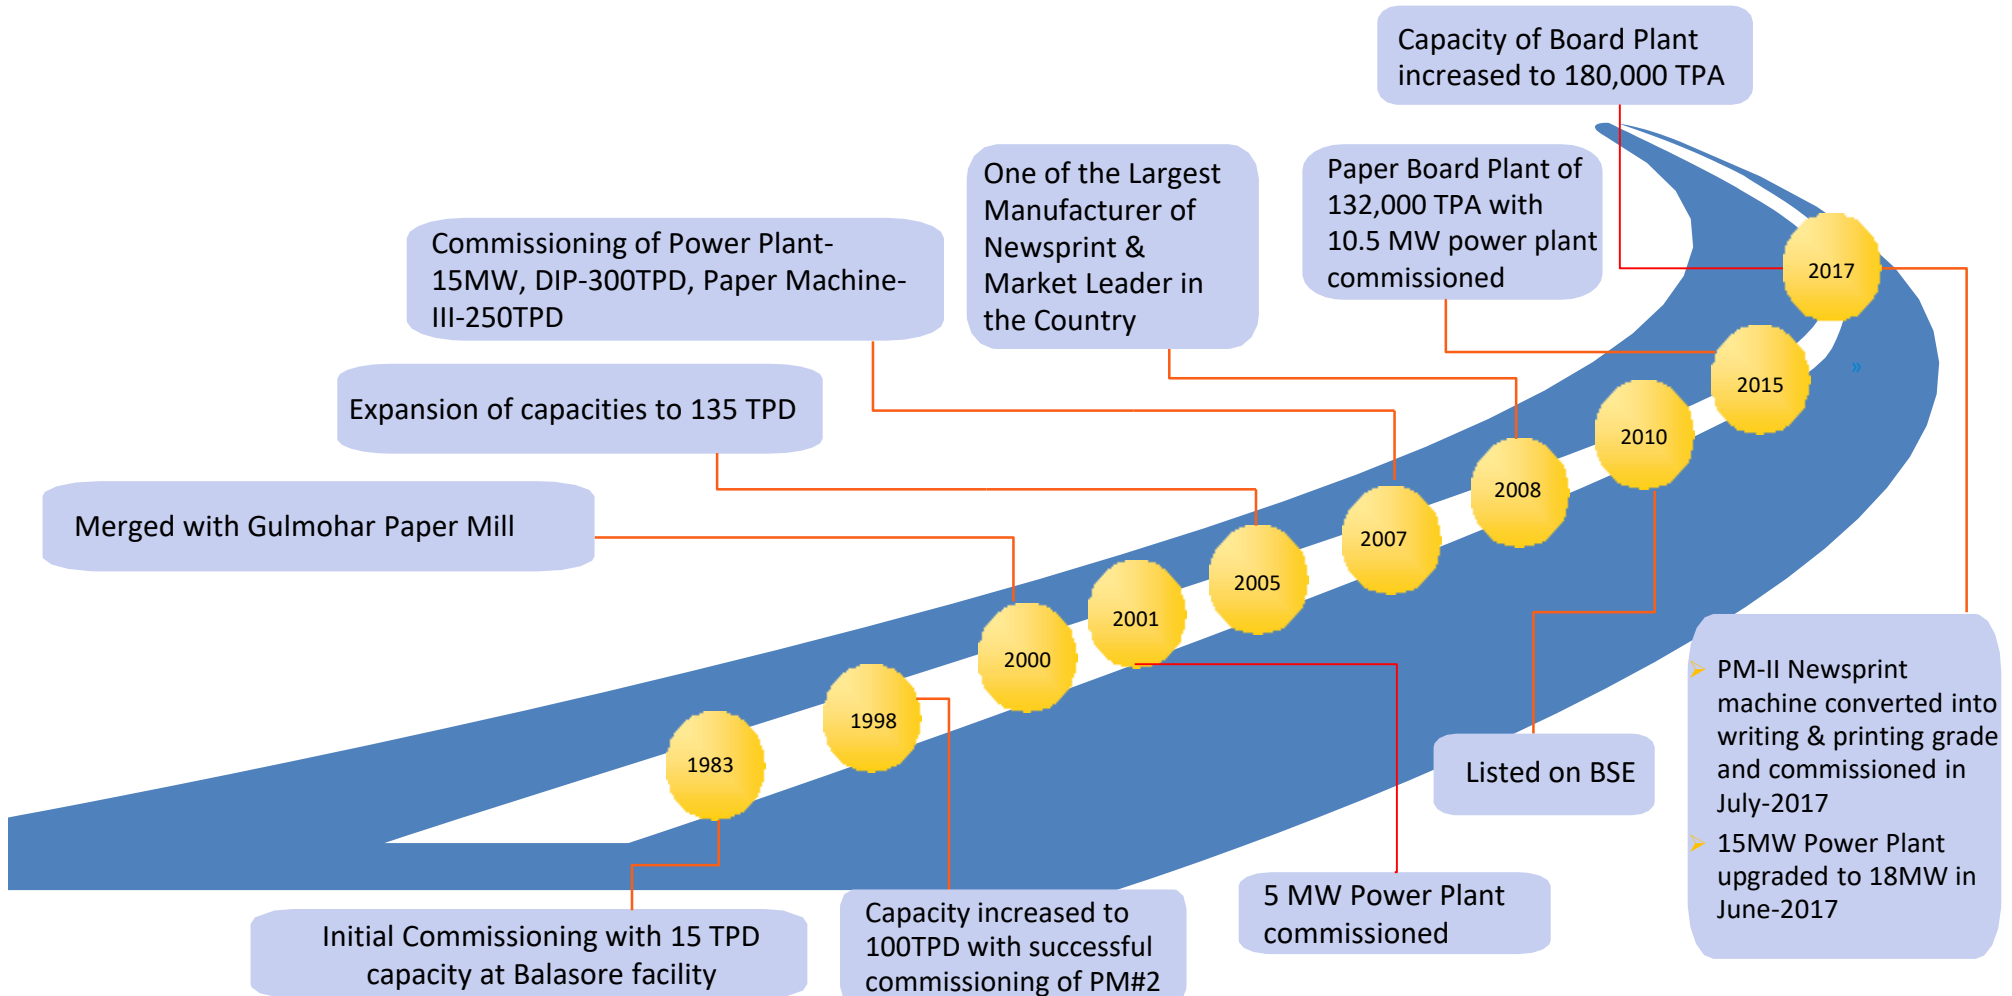 Capacity of Board Plant
increased to 180,000 TPA
One of the Largest
Manufacturer of
Newsprint &
Market Leader in
the Country
Paper Board Plant of
132,000 TPA with
10.5 MW power plant
commissioned
Commissioning of Power Plant-
15MW, DIP-300TPD, Paper Machine-
III-250TPD
Expansion of capacities to 135 TPD
Merged with Gulmohar Paper Mill
2017
2015
»
2010
2008
2007
2005
2001
2000
1998
1983
➢ PM-II Newsprint
machine converted into
writing & printing grade
and commissioned in
July-2017
➢ 15MW Power Plant
upgraded to 18MW in
June-2017
Listed on BSE
5 MW Power Plant
commissioned
Capacity increased to
100TPD with successful
commissioning of PM#2
Initial Commissioning with 15 TPD
capacity at Balasore facility